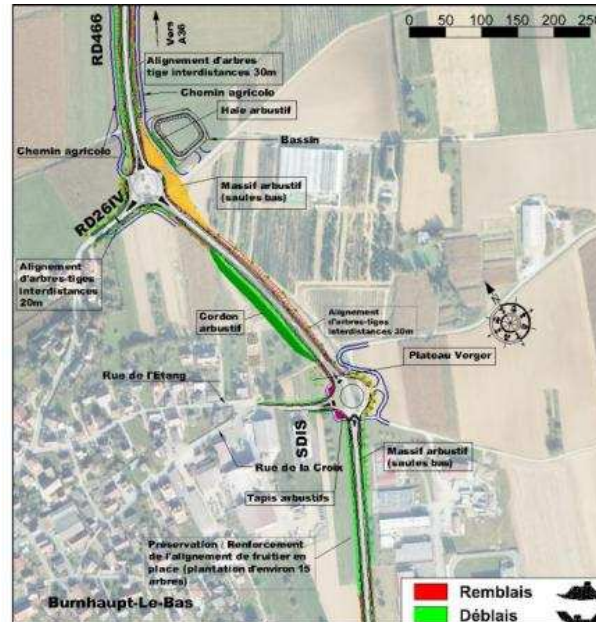 0 50 100 150 200 250
RD466
Vers
A36
Alignement d'arbres
tige interdistances 30m
Chemin agricole
Haie arbustif
Bassin
Chemin agricole
Massif arbustif
(saules bas)
RD26IV
Alignement
d'arbres-tiges
interdistances
20m
Cordon
arbustif
Alignement
d'arbres-tiges
interdistances 30m
N
Plateau Verger
Rue de l'Etang
SDIS
Rue de la Croix
Massif arbustif
(saules bas)
Tapis arbustifs
Préservation / Renforcement
de l'alignement de fruitier en
place (plantation d'environ 15
arbres)
Burnhaupt-Le-Bas
Remblais
Déblais